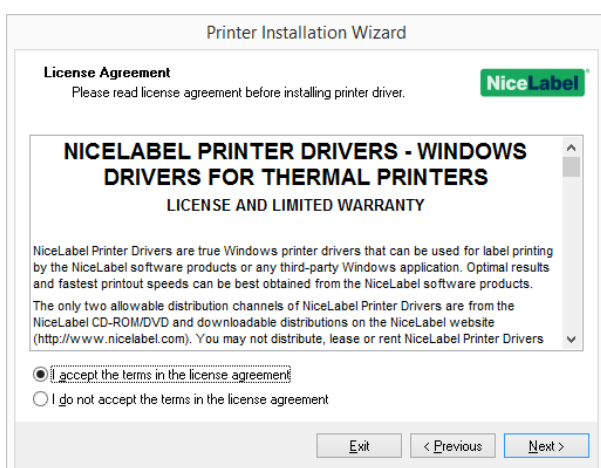 Printer Installation Wizard
License Agreement
Please read license agreement before installing printer driver.
NiceLabel
NICELABEL PRINTER DRIVERS - WINDOWS
DRIVERS FOR THERMAL PRINTERS
LICENSE AND LIMITED WARRANTY
NiceLabel Printer Drivers are true Windows printer drivers that can be used for label printing
by the NiceLabel software products or any third-party Windows application. Optimal results
and fastest printout speeds can be best obtained from the NiceLabel software products.
The only two allowable distribution channels of NiceLabel Printer Drivers are from the
NiceLabel CD-ROM/DVD and downloadable distributions on the NiceLabel website
(http://www.nicelabel.com). You may not distribute, lease or rent NiceLabel Printer Drivers
I accept the terms in the license agreement
I do not accept the terms in the license agreement
Exit
< Previous
Next >